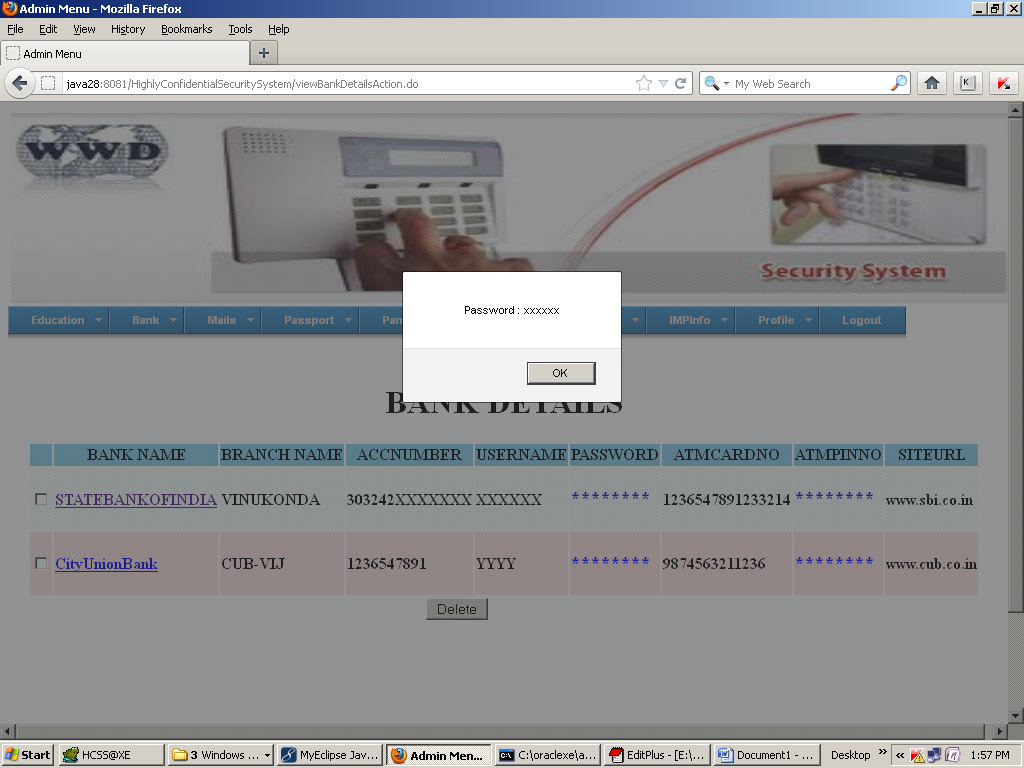 Admin Menu - Mozilla Firefox
File Edit View History Bookmarks Tools Help
Admin Menu
java28:8081/HighlyConfidentialSecuritySystem/viewBankDetailsAction.do My Web Search
WWD
Security System
Education Bank Mails Passport Pan IMPInfo Profile Logout
Password : xxxxxx
OK
BANK DETAILS
BANK NAME BRANCH NAME ACCNUMBER USERNAME PASSWORD ATMCARDNO ATMPINNO SITEURL
STATEBANKOFINDIA VINUKONDA 303242XXXXXXX XXXXXX ******** 1236547891233214 ******** www.sbi.co.in
CityUnionBank CUB-VIJ 1236547891 YYYY ******** 9874563211236 ******** www.cub.co.in
Delete
Start HCSS@XE 3 Windows ... MyEclipse Jav... Admin Men... C:\oraclexe\a... EditPlus - [E:\... Document1 - ... Desktop » « 1:57 PM